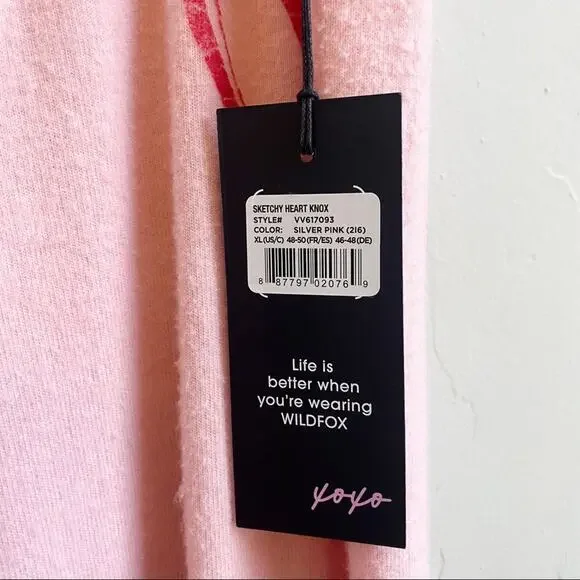 SKETCHY HEART KNOX
STYLE# VV617093
COLOR: SILVER PINK (216)
XL(US/C) 48-50(FR/ES) 46-48(DE)
8 87797 02076 9
Life is
better when
you're wearing
WILDFOX
xoxo